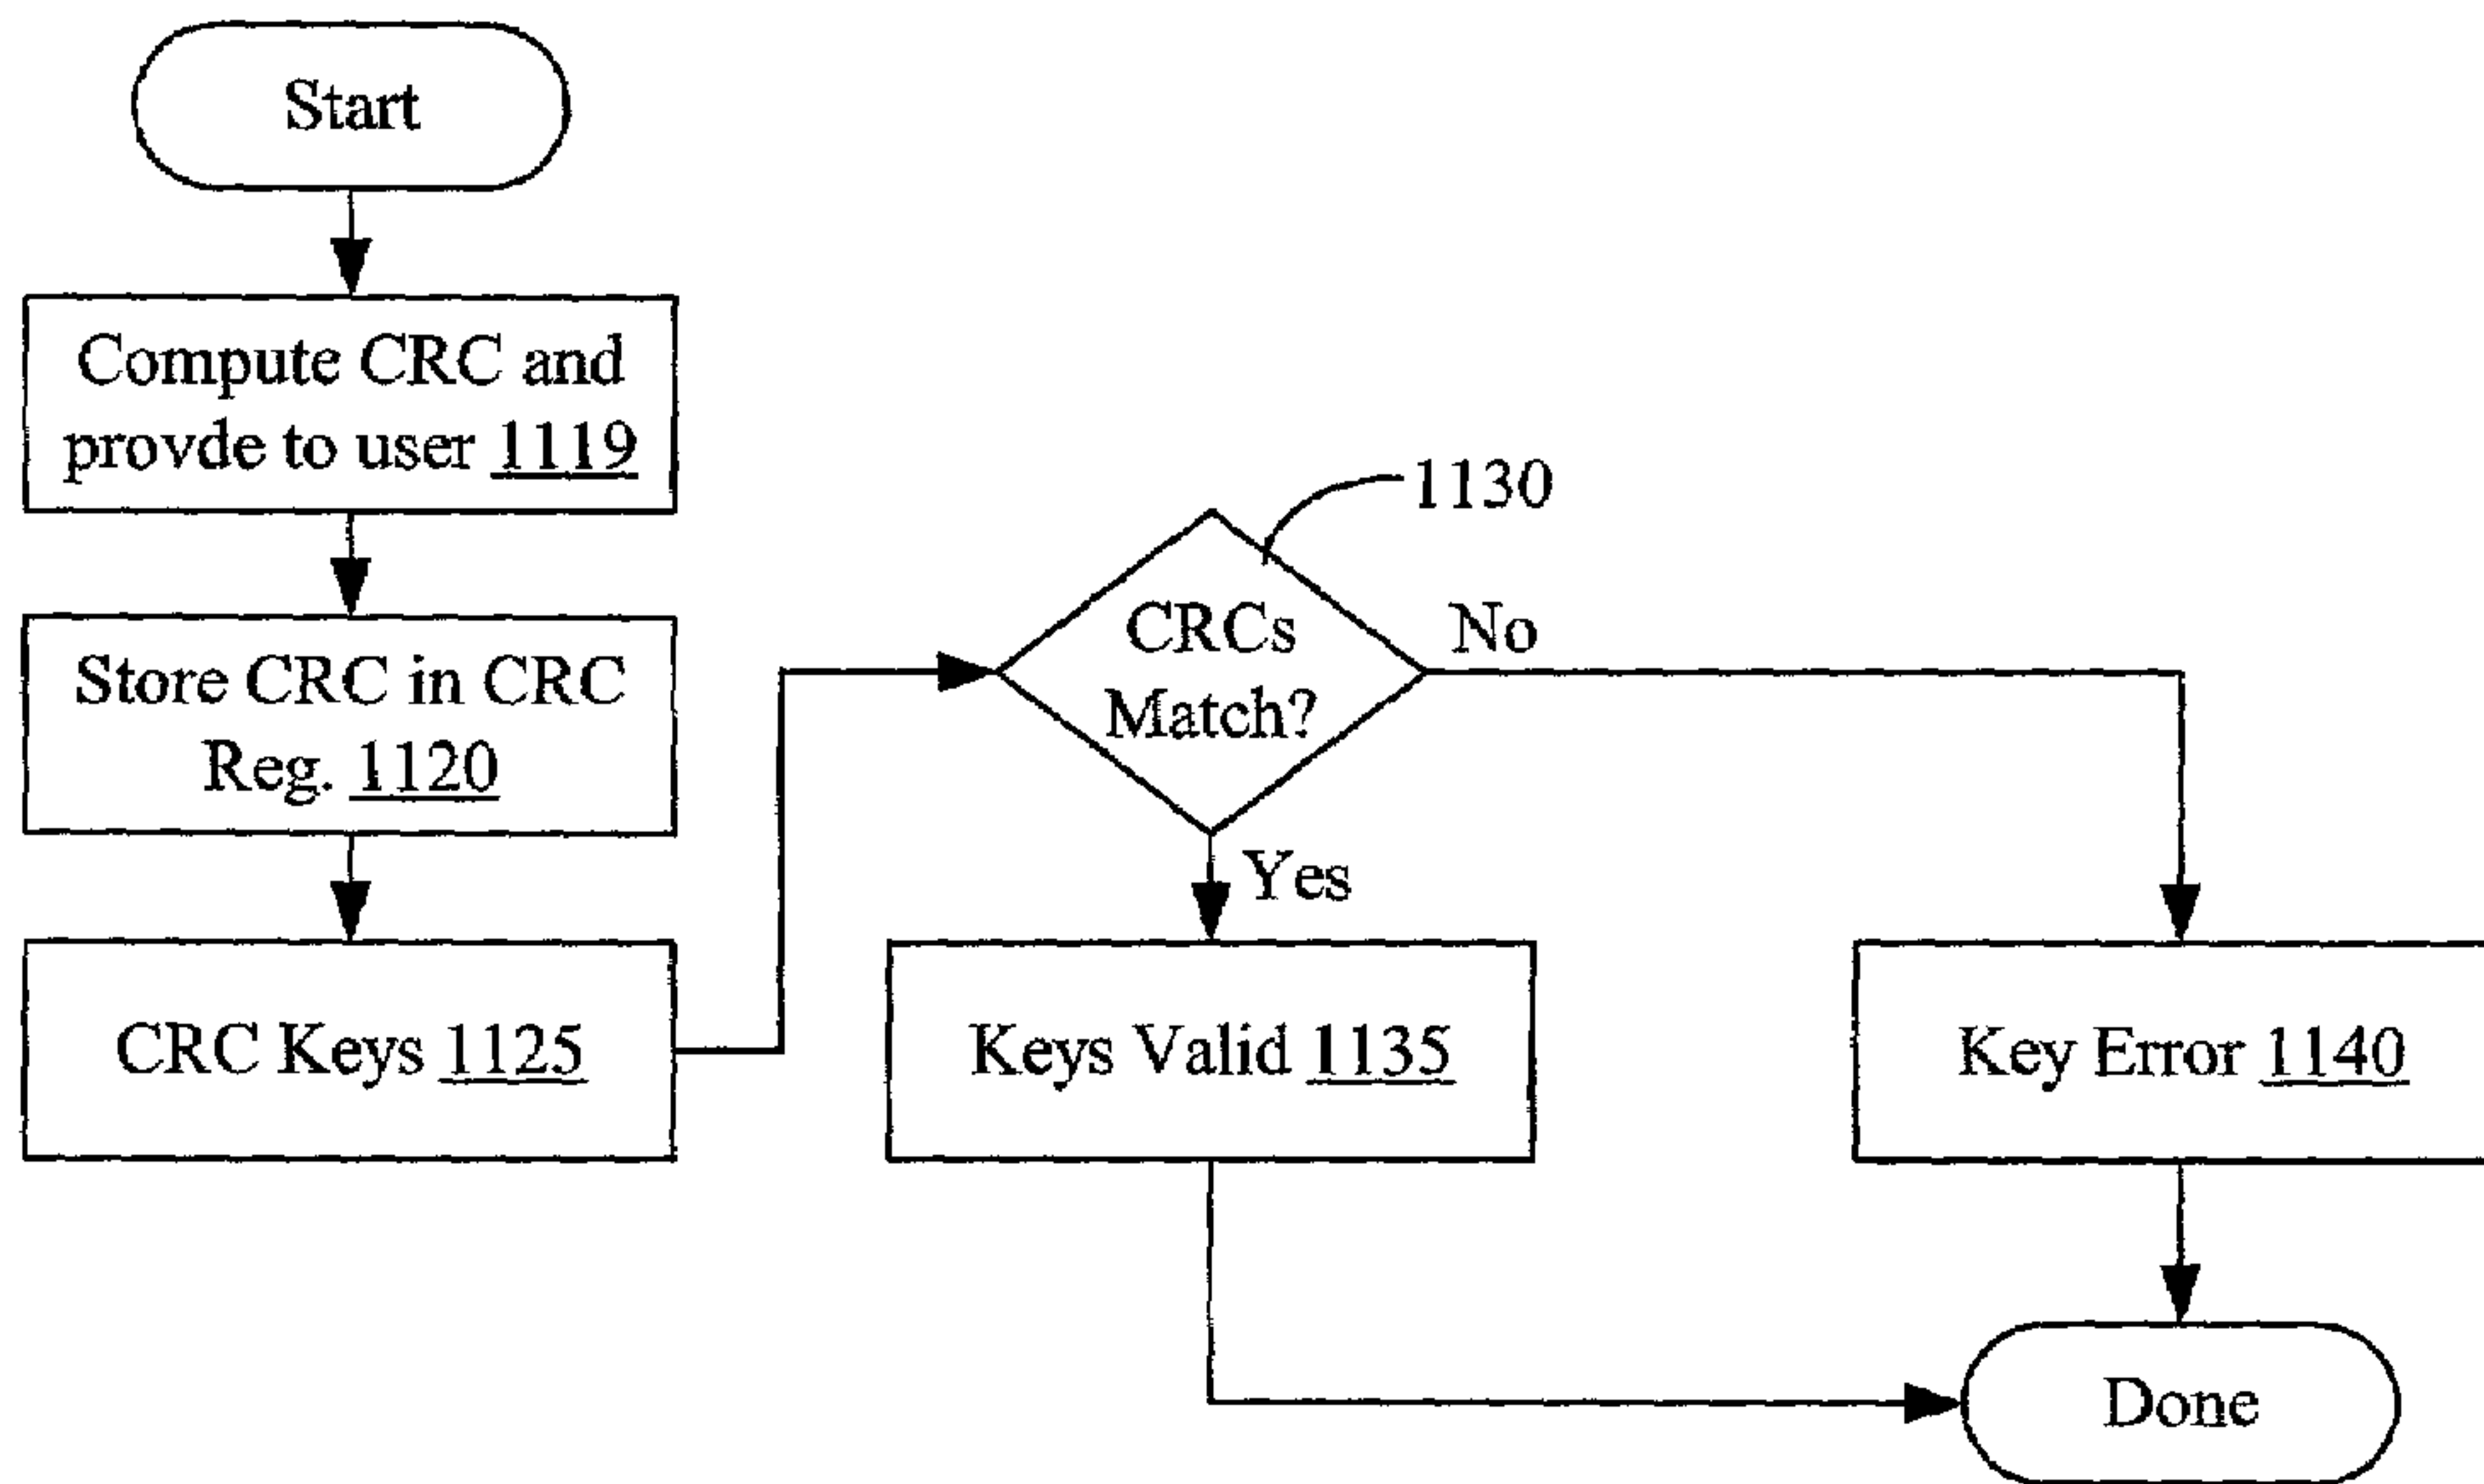 Start
Compute CRC and
provde to user 1119
Store CRC in CRC
Reg. 1120
CRC Keys 1125
1130
CRCs
Match?
No
Yes
Keys Valid 1135
Key Error 1140
Done